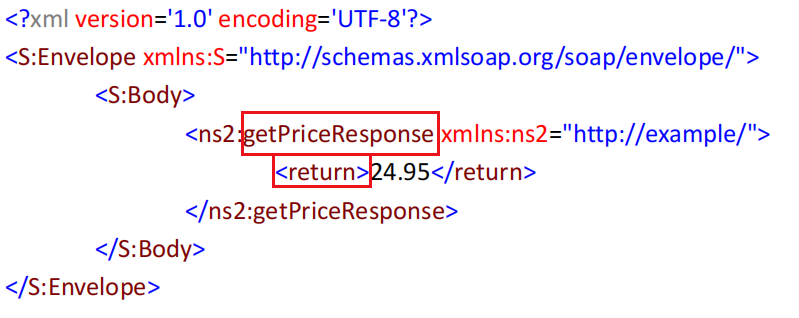 <?xml version='1.0' encoding='UTF-8'?>
<S:Envelope xmlns:S="http://schemas.xmlsoap.org/soap/envelope/">
<S:Body>
<ns2:getPriceResponse xmlns:ns2="http://example/">
<return>24.95</return>
</ns2:getPriceResponse>
</S:Body>
</S:Envelope>